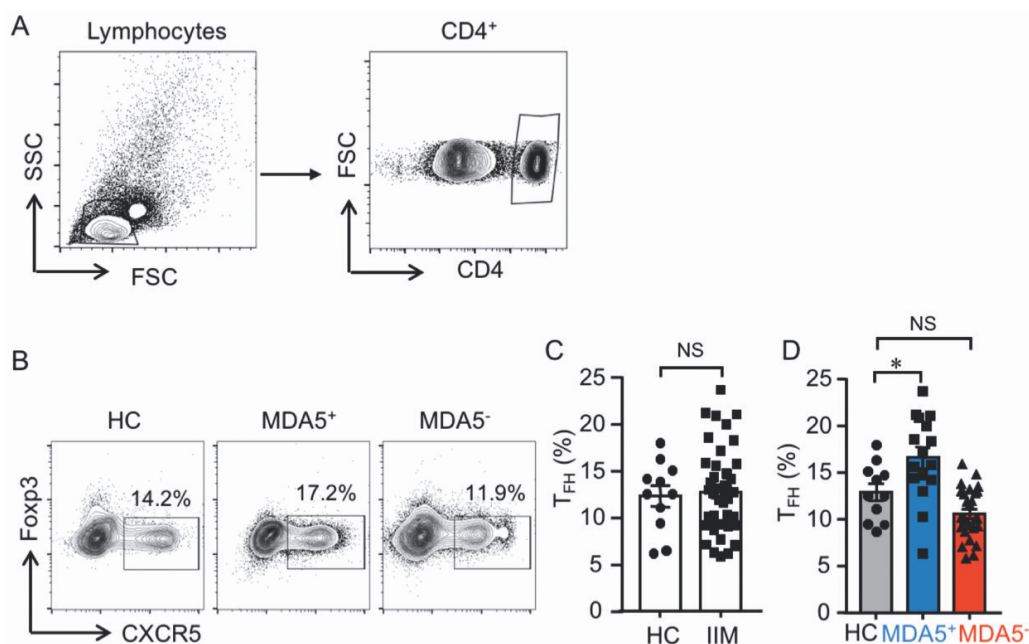 A
Lymphocytes
CD4+
SSC
FSC
FSC
CD4
B
HC
MDA5+
MDA5-
14.2%
17.2%
11.9%
Foxp3
CXCR5
C
NS
TFH (%)
25
20
15
10
5
0
HC IIM
D
NS
*
TFH (%)
25
20
15
10
5
0
HC MDA5+ MDA5-